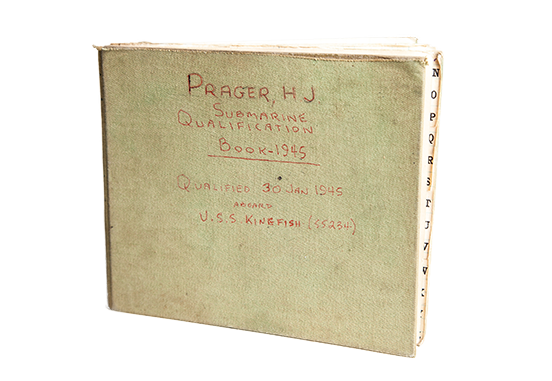 PRAGER, H J
SUBMARINE
QUALIFICATION
BOOK-1945
QUALIFIED 30 JAN 1945
ABOARD
U.S.S KINGFISH (SS234)
N
O
P
Q
R
S
T